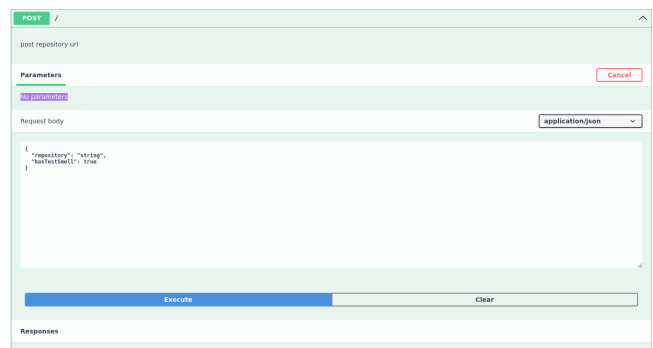 POST /
post repository url
Parameters
Cancel
No parameters
Request body
application/json
{
"repository": "string",
"hasTestSmell": true
}
Execute
Clear
Responses